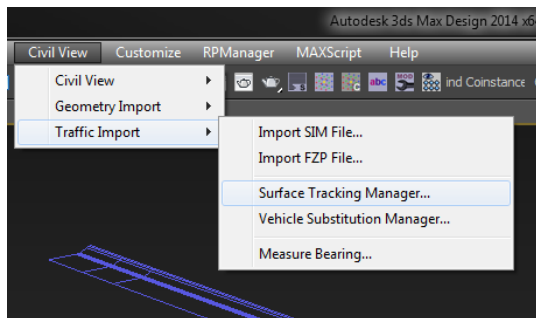 Autodesk 3ds Max Design 2014 x6
Civil View Customize RPManager MAXScript Help
Civil View
abc
MOD
ind Coinstance
Geometry Import
Traffic Import
Import SIM File...
Import FZP File...
Surface Tracking Manager...
Vehicle Substitution Manager...
Measure Bearing...